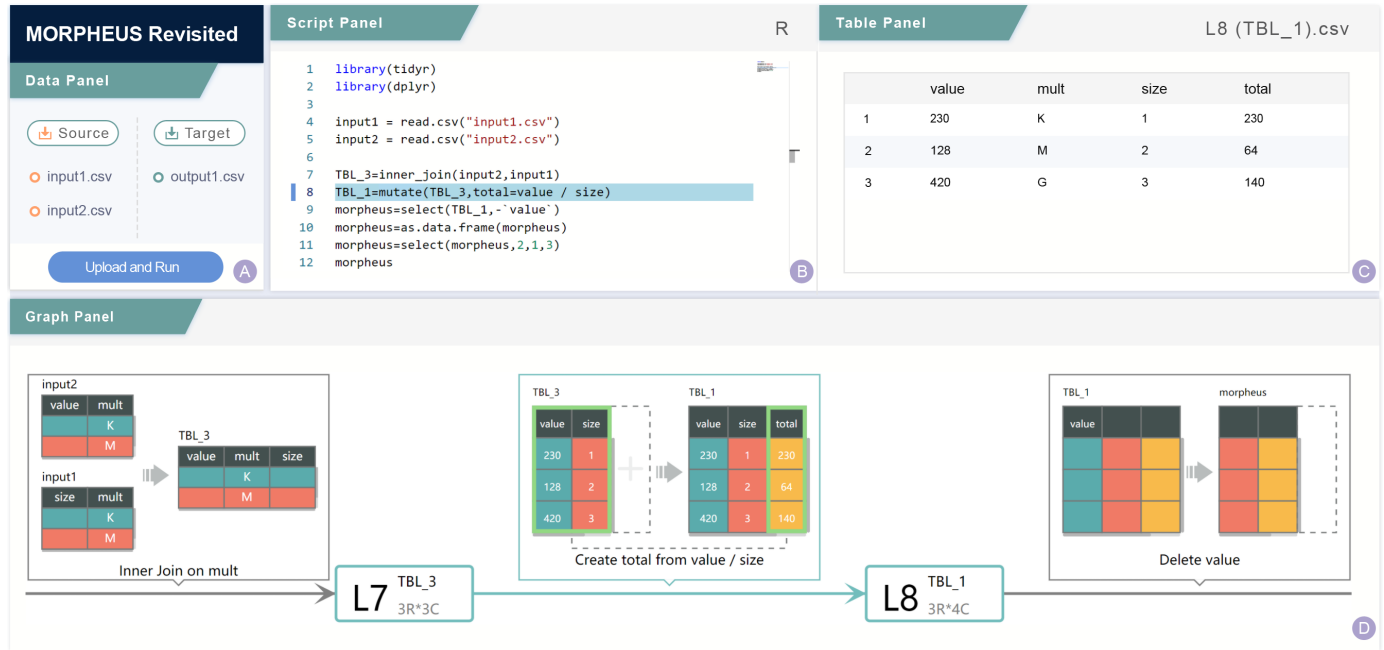 MORPHEUS Revisited
Data Panel
Source
Target
input1.csv
output1.csv
input2.csv
Upload and Run
A
Script Panel
R
1 library(tidyr)
2 library(dplyr)
3
4 input1 = read.csv("input1.csv")
5 input2 = read.csv("input2.csv")
6
7 TBL_3=inner_join(input2,input1)
8 TBL_1=mutate(TBL_3,total=value / size)
9 morpheus=select(TBL_1,-`value`)
10 morpheus=as.data.frame(morpheus)
11 morpheus=select(morpheus,2,1,3)
12 morpheus
B
Table Panel
L8 (TBL_1).csv
value mult size total
1 230 K 1 230
2 128 M 2 64
3 420 G 3 140
C
Graph Panel
input2
value mult
K
M
input1
size mult
K
M
TBL_3
value mult size
K
M
Inner Join on mult
L7 TBL_3
3R*3C
TBL_3
value size
230 1
128 2
420 3
TBL_1
value size total
230 1 230
128 2 64
420 3 140
Create total from value / size
L8 TBL_1
3R*4C
TBL_1
value
morpheus
Delete value
D